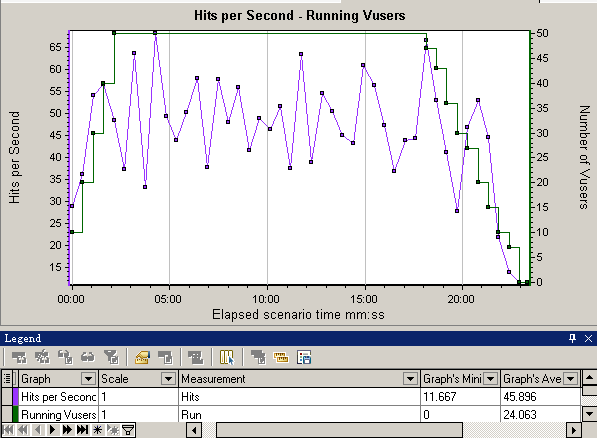 Hits per Second - Running Vusers
Hits per Second
65
60
55
50
45
40
35
30
25
20
15
50
45
40
35
30
25
20
15
10
5
0
Number of Vusers
00:00 05:00 10:00 15:00 20:00
Elapsed scenario time mm:ss
Legend
Graph Scale Measurement Graph's Mini Graph's Ave
Hits per Second 1 Hits 11.667 45.896
Running Vusers 1 Run 0 24.063